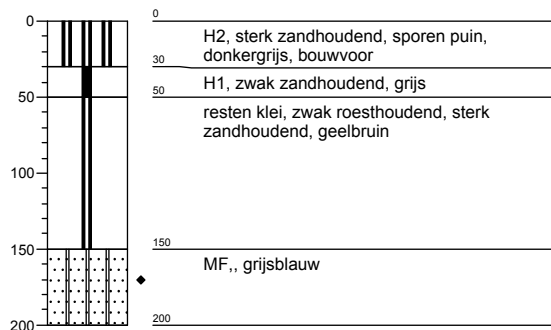 0
0
H2, sterk zandhoudend, sporen puin,
donkergrijs, bouwvoor
30
H1, zwak zandhoudend, grijs
50
50
resten klei, zwak roesthoudend, sterk
zandhoudend, geelbruin
100
150
150
MF,, grijsblauw
200
200